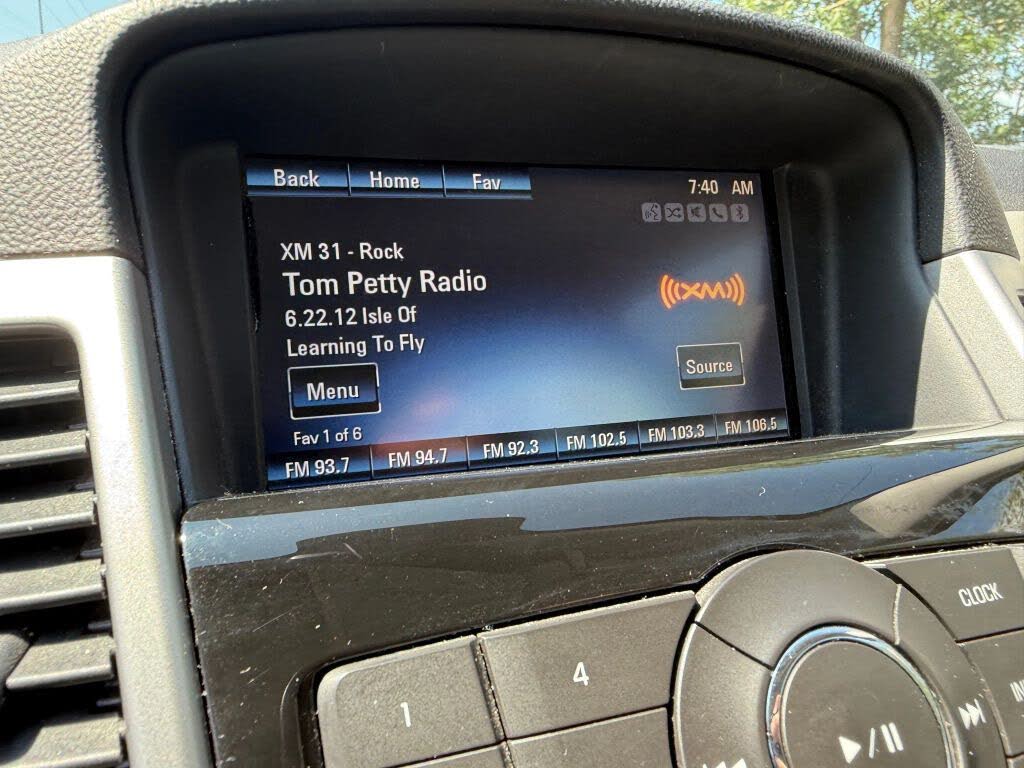 Back Home Fav
7:40 AM
XM 31 - Rock
Tom Petty Radio
6.22.12 Isle Of
Learning To Fly
((XM))
Menu
Source
Fav 1 of 6
FM 93.7 FM 94.7 FM 92.3 FM 102.5 FM 103.3 FM 106.5
CLOCK
4
1